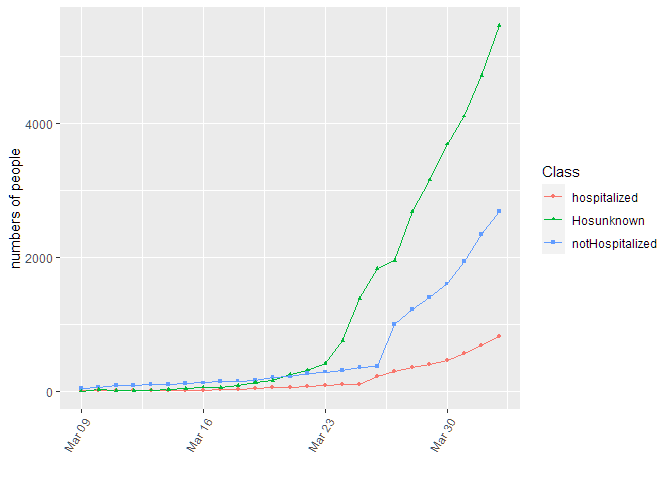 numbers of people
4000
2000
0
Mar 09
Mar 16
Mar 23
Mar 30
Class
hospitalized
Hosunknown
notHospitalized